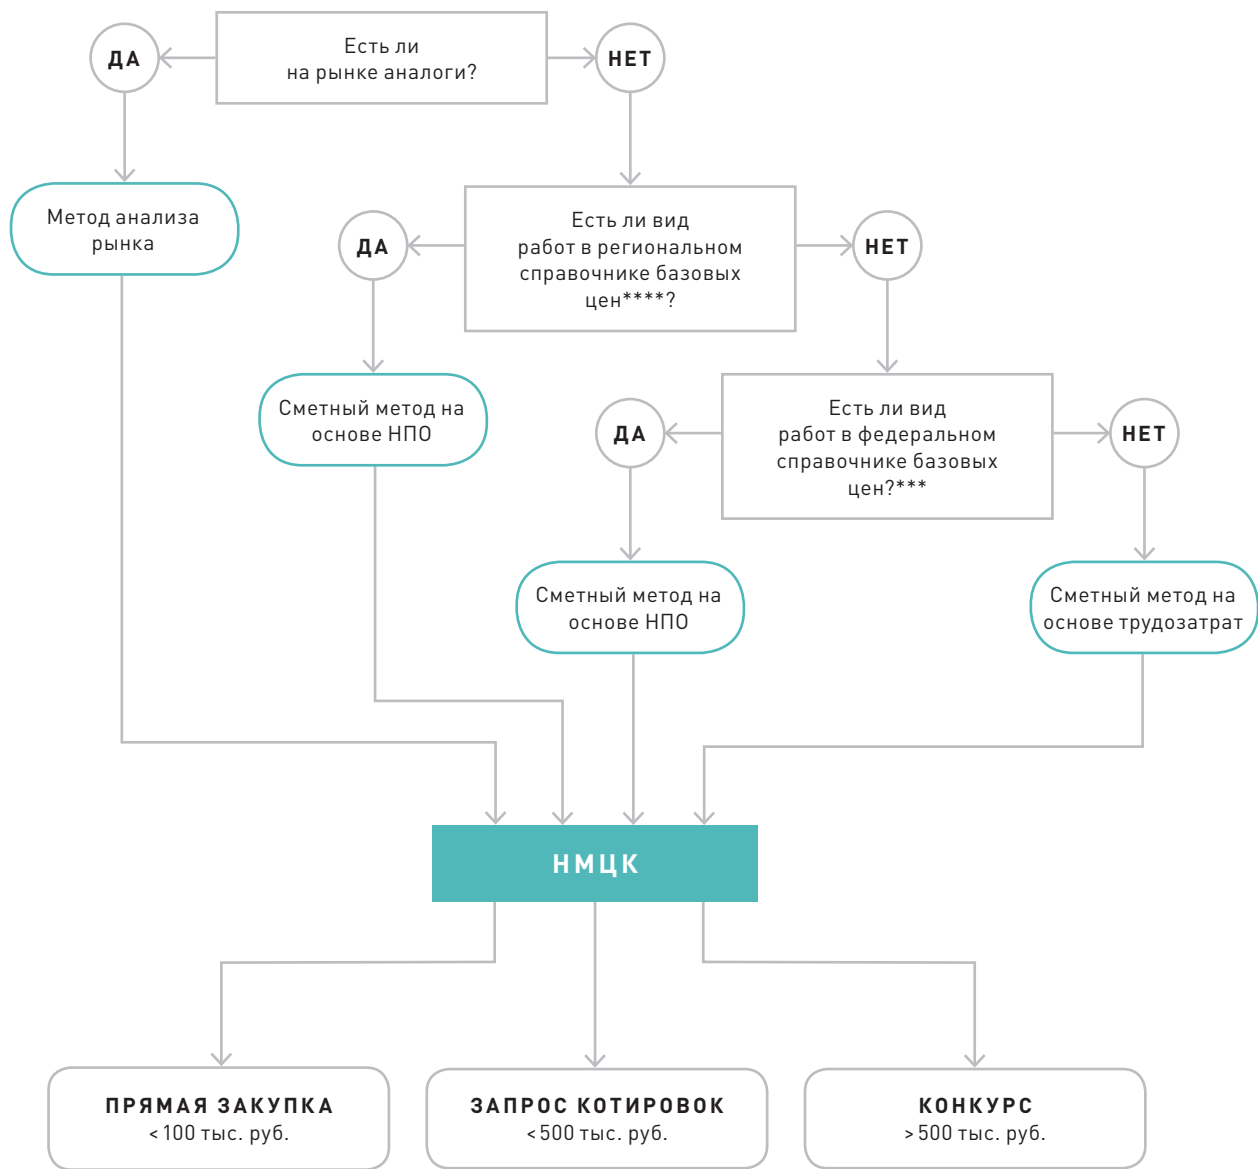 ДА
Есть ли
на рынке аналоги?
НЕТ
Метод анализа
рынка
ДА
Есть ли вид
работ в региональном
справочнике базовых
цен****?
НЕТ
Сметный метод на
основе НПО
ДА
Есть ли вид
работ в федеральном
справочнике базовых
цен?***
НЕТ
Сметный метод на
основе НПО
Сметный метод на
основе трудозатрат
НМЦК
ПРЯМАЯ ЗАКУПКА
< 100 тыс. руб.
ЗАПРОС КОТИРОВОК
< 500 тыс. руб.
КОНКУРС
> 500 тыс. руб.